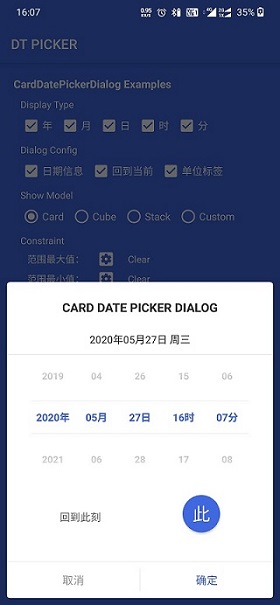 16:07 0.95 35%
DT PICKER
CardDatePickerDialog Examples
Display Type
年 月 日 时 分
Dialog Config
日期信息 回到当前 单位标签
Show Model
Card Cube Stack Custom
Constraint
范围最大值： Clear
范围最小值： Clear
CARD DATE PICKER DIALOG
2020年05月27日 周三
2019 04 26 15 06
2020年 05月 27日 16时 07分
2021 06 28 17 08
回到此刻 此
取消 确定